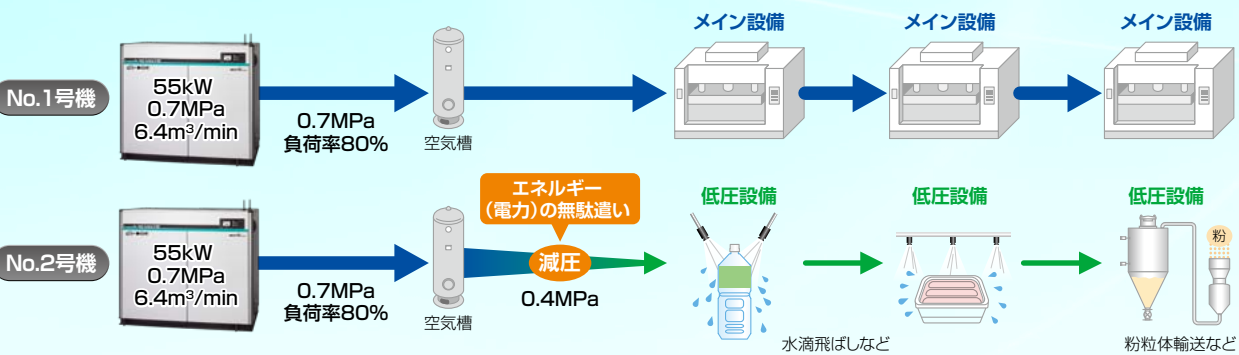 メイン設備
メイン設備
メイン設備
No.1号機
55kW
0.7MPa
6.4m³/min
0.7MPa
負荷率80%
空気槽
エネルギー
(電力)の無駄遣い
低圧設備
低圧設備
低圧設備
No.2号機
55kW
0.7MPa
6.4m³/min
0.7MPa
負荷率80%
空気槽
減圧
0.4MPa
粉
水滴飛ばしなど
粉粒体輸送など